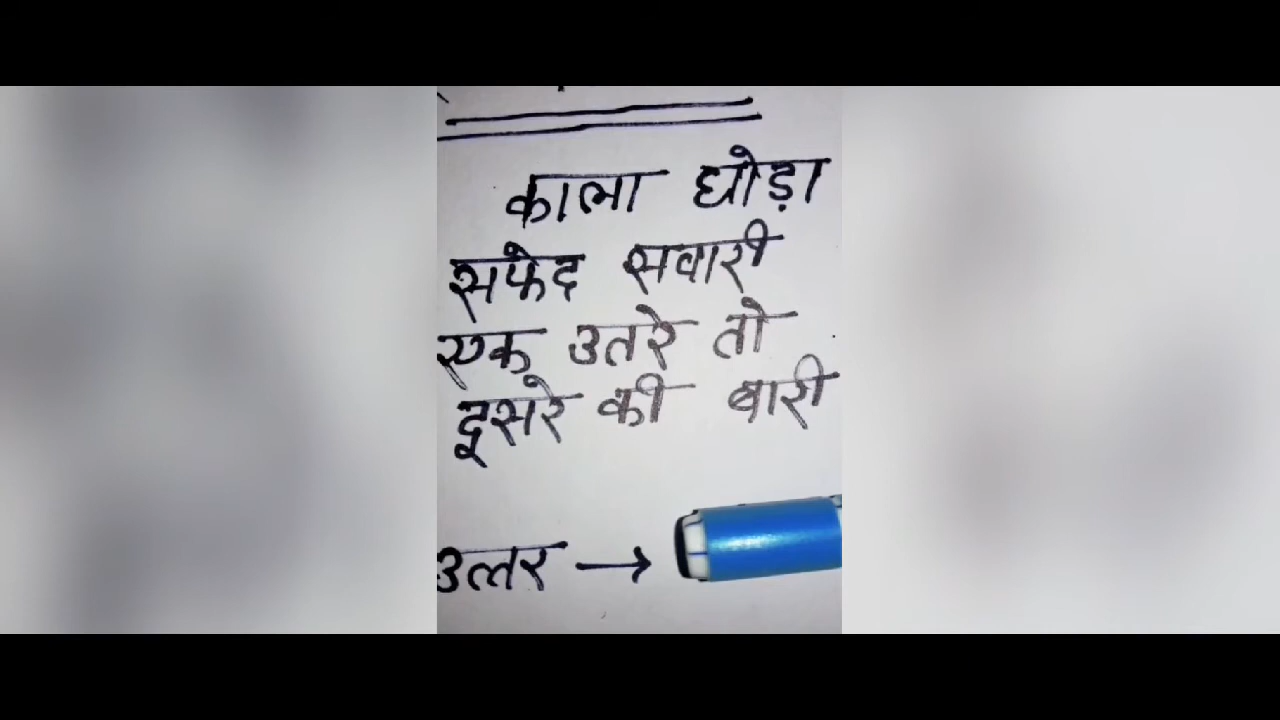 काला घोड़ा
सफेद सवारी
एक उतरे तो
दूसरे की बारी
उत्तर →